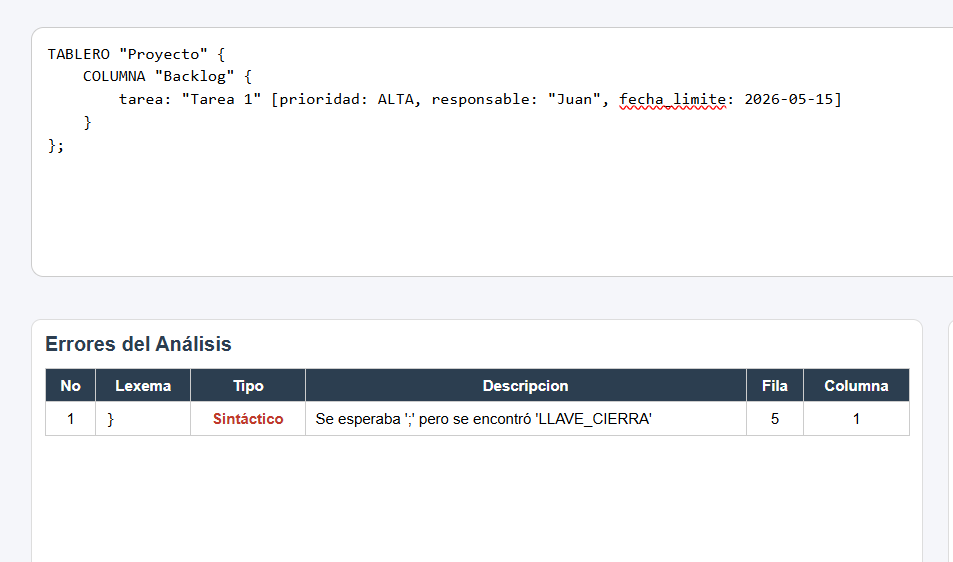 TABLERO "Proyecto" {
    COLUMNA "Backlog" {
        tarea: "Tarea 1" [prioridad: ALTA, responsable: "Juan", fecha_limite: 2026-05-15]
    }
};
Errores del Análisis
No Lexema Tipo Descripcion Fila Columna
1 } Sintáctico Se esperaba ';' pero se encontró 'LLAVE_CIERRA' 5 1